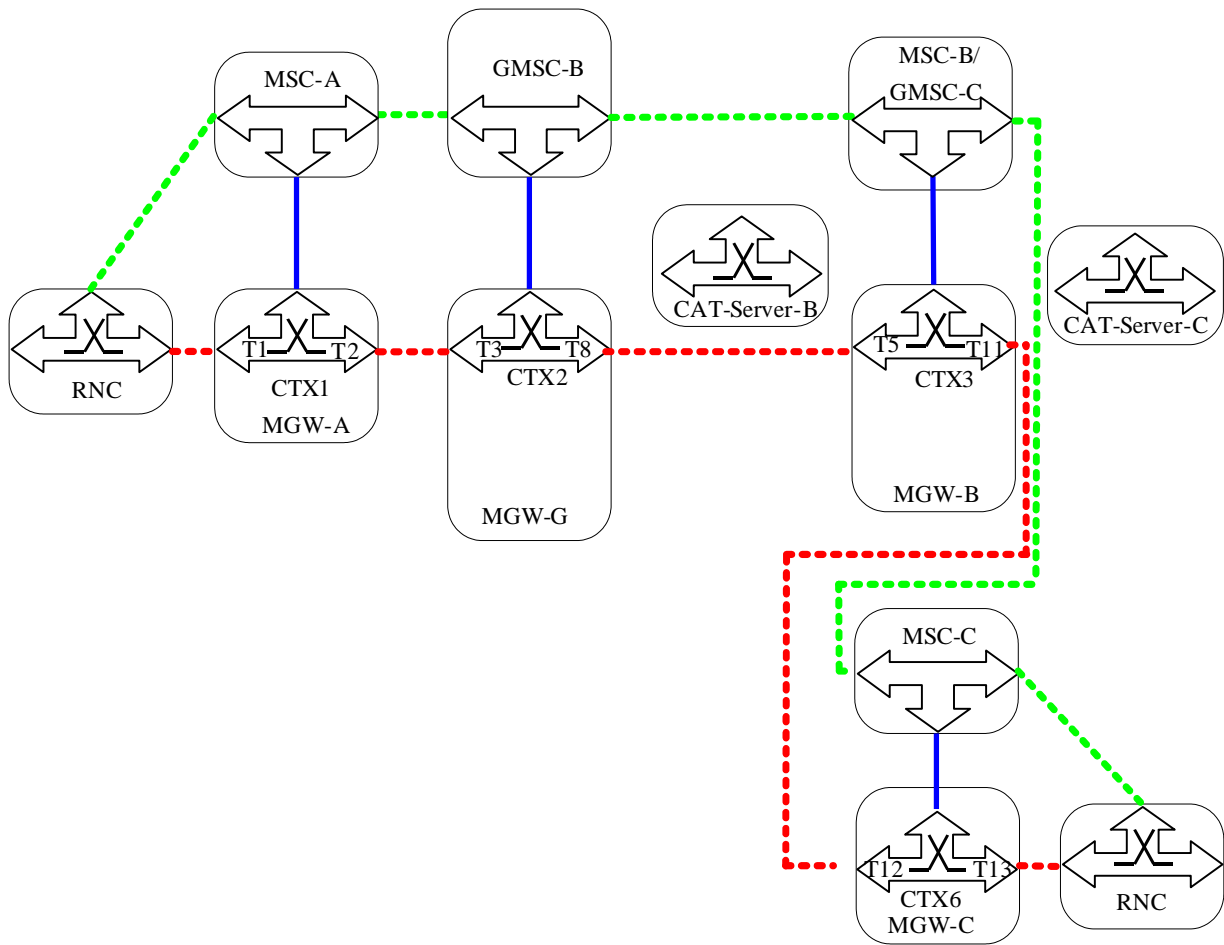 MSC-A
GMSC-B
MSC-B/
GMSC-C
CAT-Server-B
CAT-Server-C
RNC
T1
T2
CTX1
MGW-A
T3
T8
CTX2
MGW-G
T5
T11
CTX3
MGW-B
MSC-C
T12
T13
CTX6
MGW-C
RNC